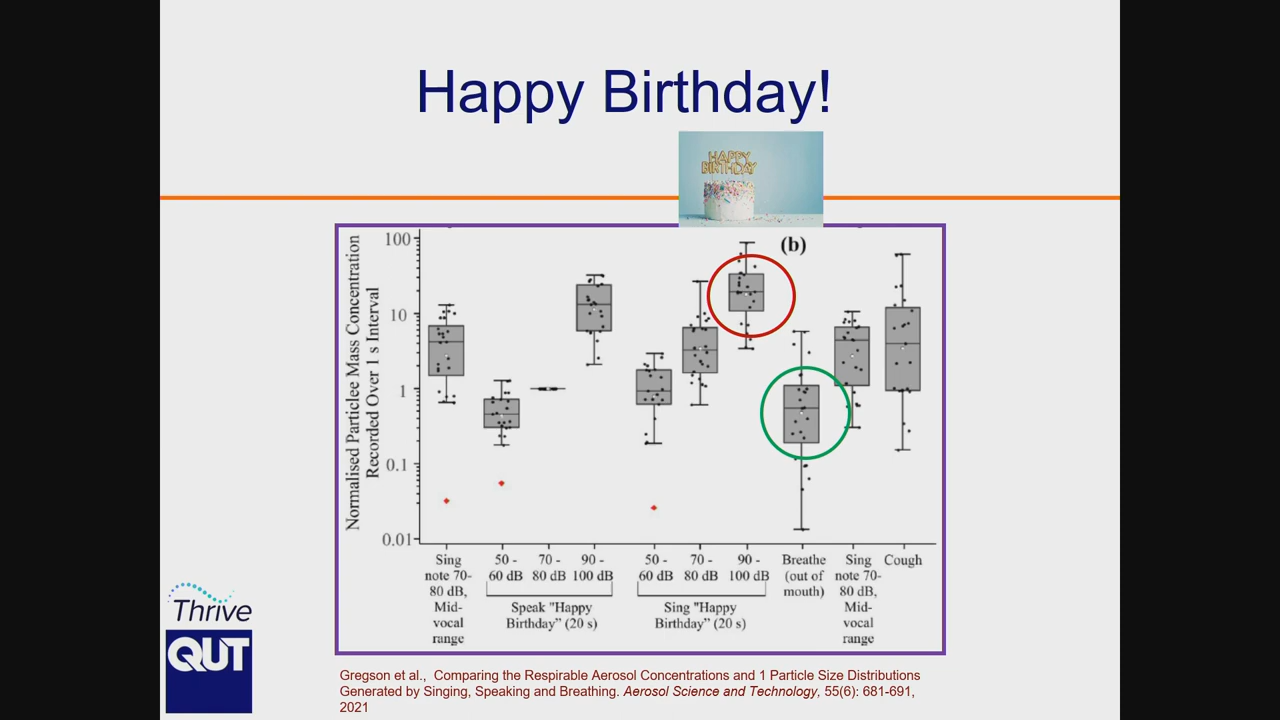 Happy Birthday!
HAPPY
BIRTHDAY
(b)
Normalised Particlee Mass Concentration
Recorded Over 1 s Interval
100
10
1
0.1
0.01
Sing
note 70-
80 dB,
Mid-
vocal
range
50 -
60 dB
70 -
80 dB
90 -
100 dB
Speak "Happy
Birthday" (20 s)
50 -
60 dB
70 -
80 dB
90 -
100 dB
Sing "Happy
Birthday" (20 s)
Breathe
(out of
mouth)
Sing
note 70-
80 dB,
Mid-
vocal
range
Cough
Thrive
QUT
Gregson et al., Comparing the Respirable Aerosol Concentrations and 1 Particle Size Distributions
Generated by Singing, Speaking and Breathing. Aerosol Science and Technology, 55(6): 681-691,
2021